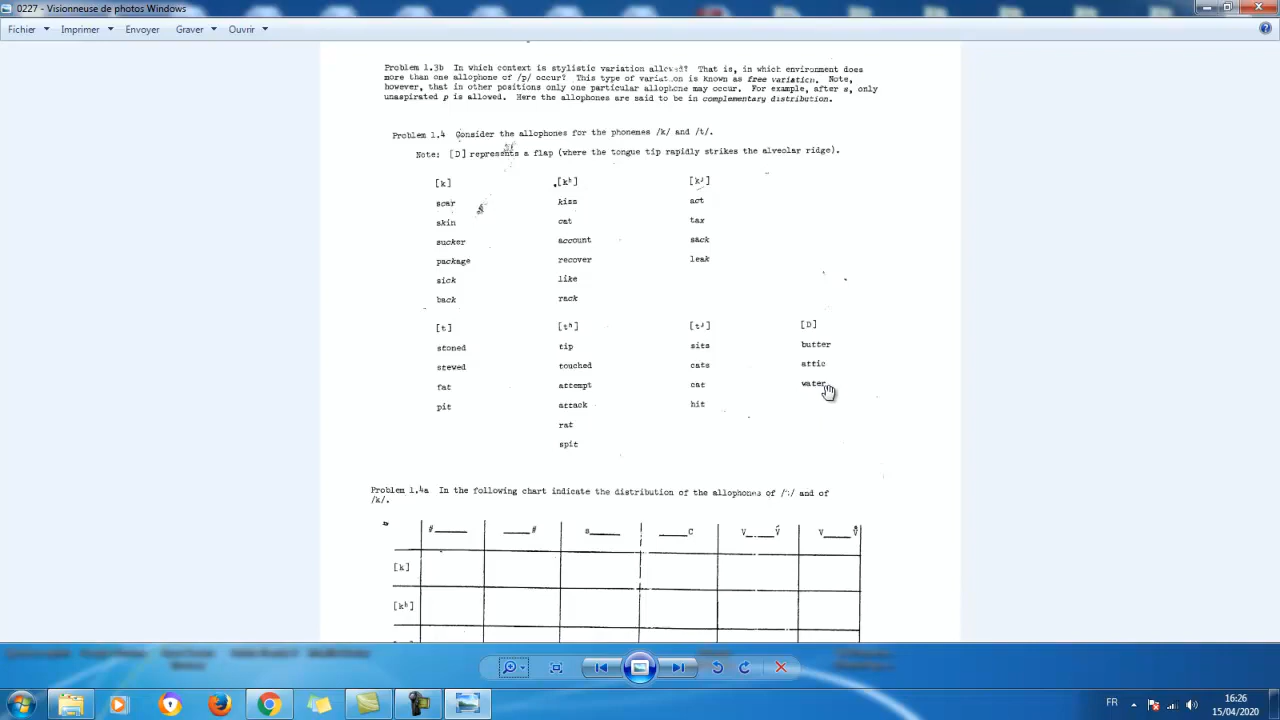 0227 - Visionneuse de photos Windows
Fichier Imprimer Envoyer Graver Ouvrir
Problem 1.3b In which context is stylistic variation allowed? That is, in which environment does
more than one allophone of /p/ occur? This type of variation is known as free variation. Note,
however, that in other positions only one particular allophone may occur. For example, after s, only
unaspirated p is allowed. Here the allophones are said to be in complementary distribution.
Problem 1.4 Consider the allophones for the phonemes /k/ and /t/.
Note: [D] represents a flap (where the tongue tip rapidly strikes the alveolar ridge).
[k] [kʰ] [k˒]
scar kiss act
skin cat tax
sucker account sack
package recover leak
sick like
back rack
[t] [tʰ] [t˒] [D]
stoned tip sits butter
stewed touched cats attic
fat attempt cat water
pit attack hit
rat
spit
Problem 1.4a In the following chart indicate the distribution of the allophones of /t/ and of
/k/.
#____ ____# s____ ____C V____V́ V____V̌
[k]
[kʰ]
FR 16:26
15/04/2020